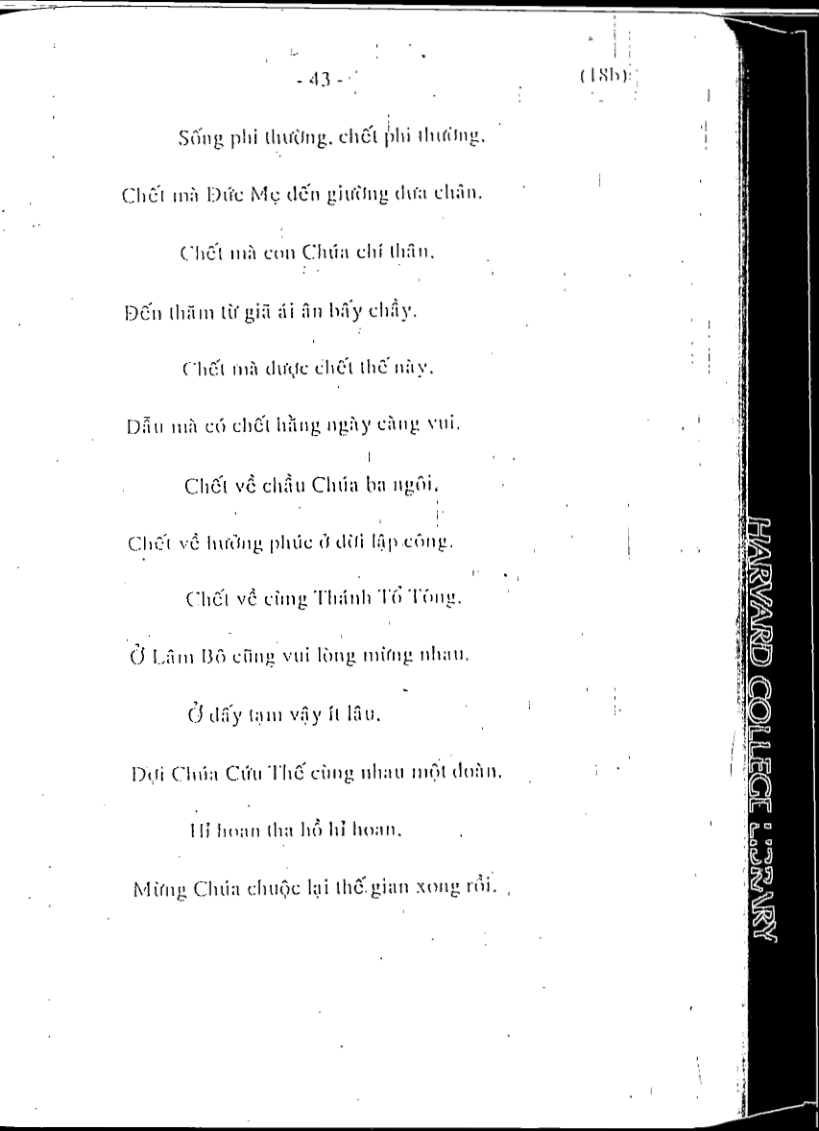 - 43 -
(18b)
Sống phi thường, chết phi thường,
Chết mà Đức Mẹ đến giường đưa chân.
Chết mà con Chúa chí thân,
Đến thăm từ giã ái ân bấy chầy.
Chết mà được chết thế này,
Dẫu mà có chết hằng ngày càng vui.
Chết về chầu Chúa ba ngôi,
Chết về hưởng phúc ở đời lập công.
Chết về cùng Thánh Tổ Tông,
Ở Lâm Bô cũng vui lòng mừng nhau.
Ở đấy tạm vậy ít lâu,
Đợi Chúa Cứu Thế cùng nhau một đoàn.
Hỉ hoan tha hồ hỉ hoan,
Mừng Chúa chuộc lại thế gian xong rồi.
HARVARD COLLEGE LIBRARY